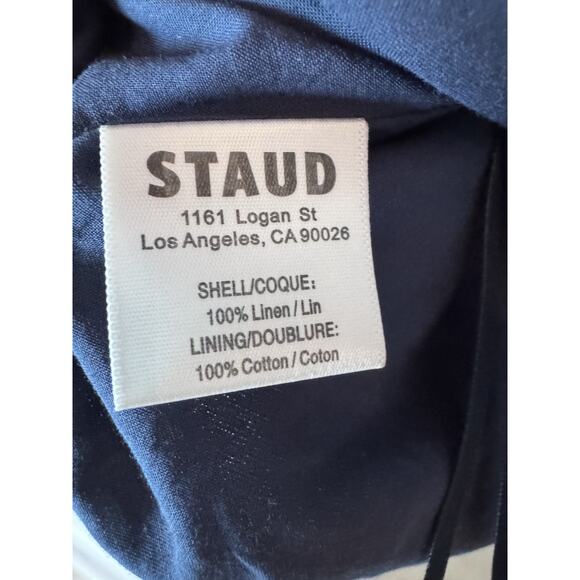 STAUD
1161 Logan St
Los Angeles, CA 90026
SHELL/COQUE:
100% Linen / Lin
LINING/DOUBLURE:
100% Cotton / Coton